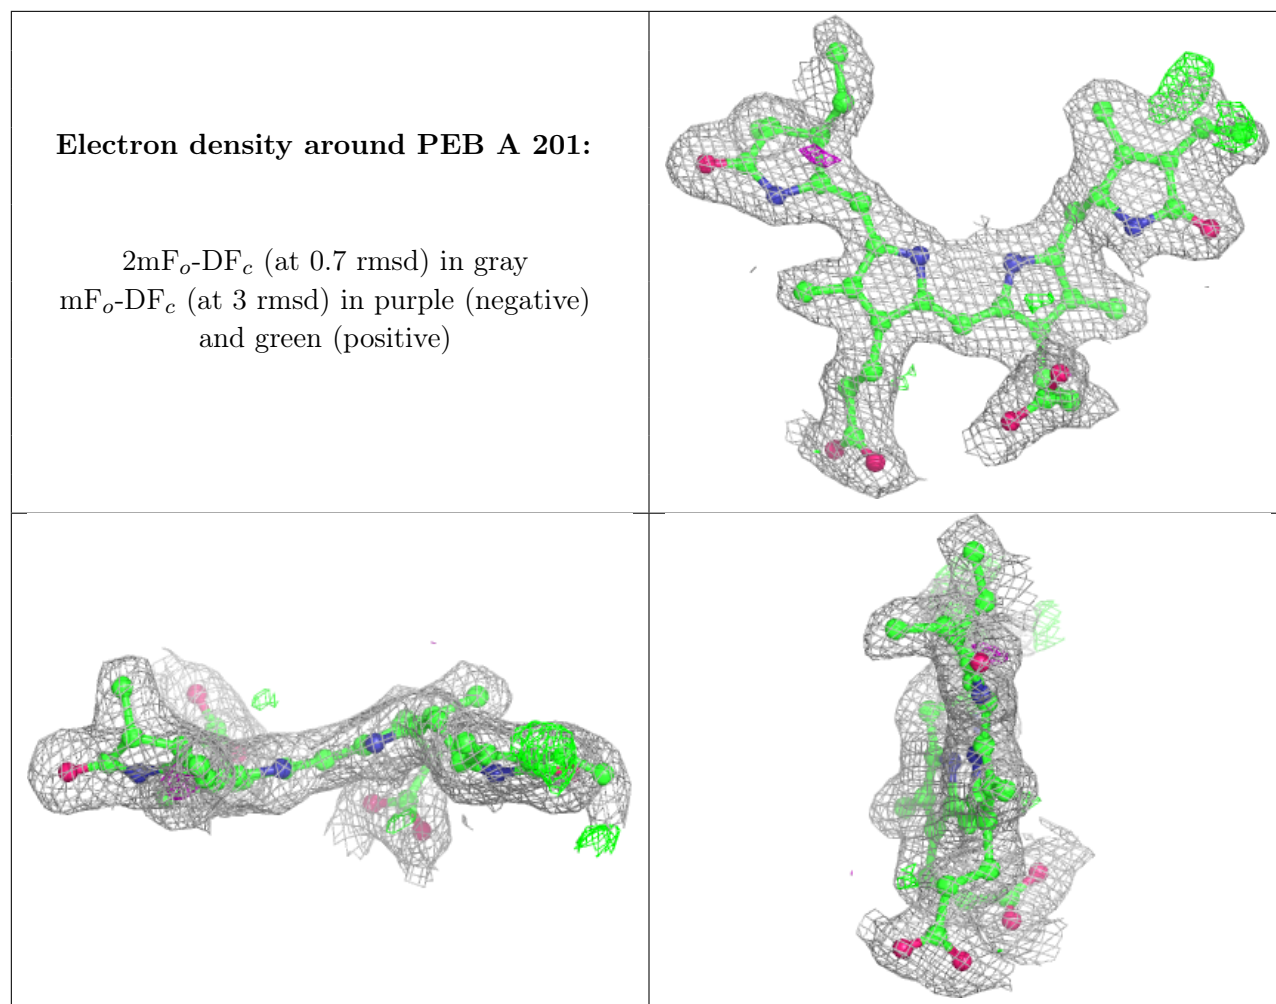 Electron density around PEB A 201:
2mFo-DFc (at 0.7 rmsd) in gray
mFo-DFc (at 3 rmsd) in purple (negative)
and green (positive)